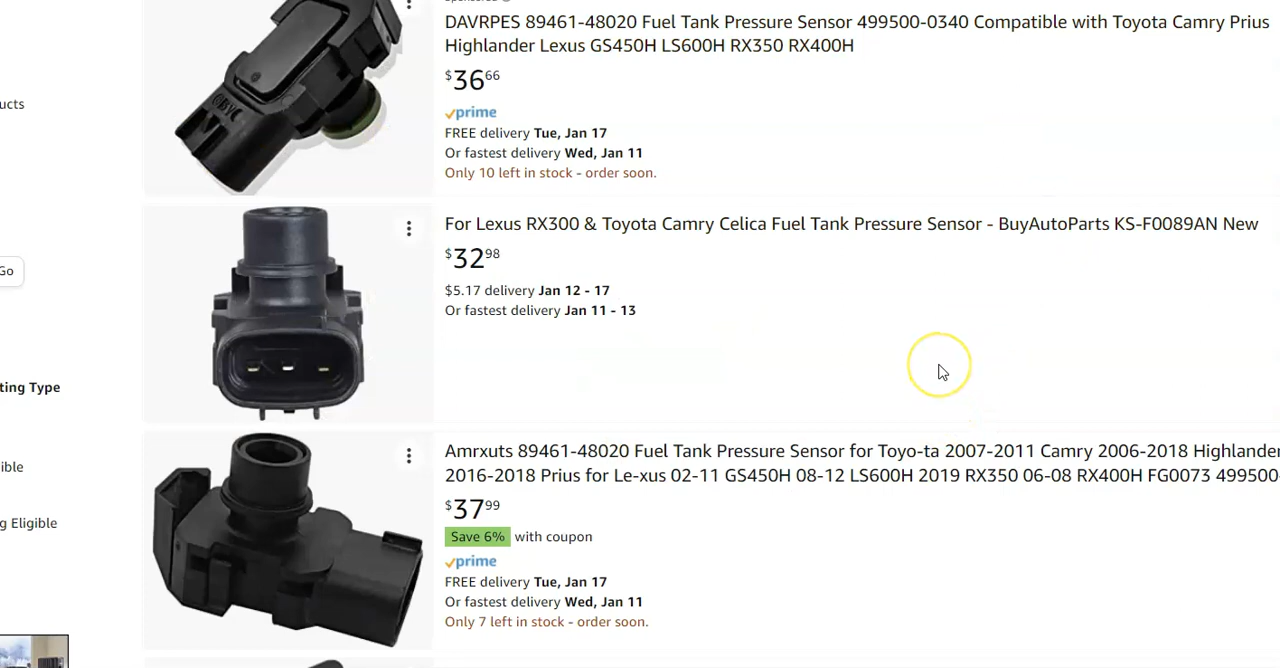 DAVRPES 89461-48020 Fuel Tank Pressure Sensor 499500-0340 Compatible with Toyota Camry Prius
Highlander Lexus GS450H LS600H RX350 RX400H
$36 66
prime
FREE delivery Tue, Jan 17
Or fastest delivery Wed, Jan 11
Only 10 left in stock - order soon.
ucts
Go
ting Type
ible
g Eligible
For Lexus RX300 & Toyota Camry Celica Fuel Tank Pressure Sensor - BuyAutoParts KS-F0089AN New
$32 98
$5.17 delivery Jan 12 - 17
Or fastest delivery Jan 11 - 13
Amrxuts 89461-48020 Fuel Tank Pressure Sensor for Toyo-ta 2007-2011 Camry 2006-2018 Highlander
2016-2018 Prius for Le-xus 02-11 GS450H 08-12 LS600H 2019 RX350 06-08 RX400H FG0073 499500-
$37 99
Save 6% with coupon
prime
FREE delivery Tue, Jan 17
Or fastest delivery Wed, Jan 11
Only 7 left in stock - order soon.